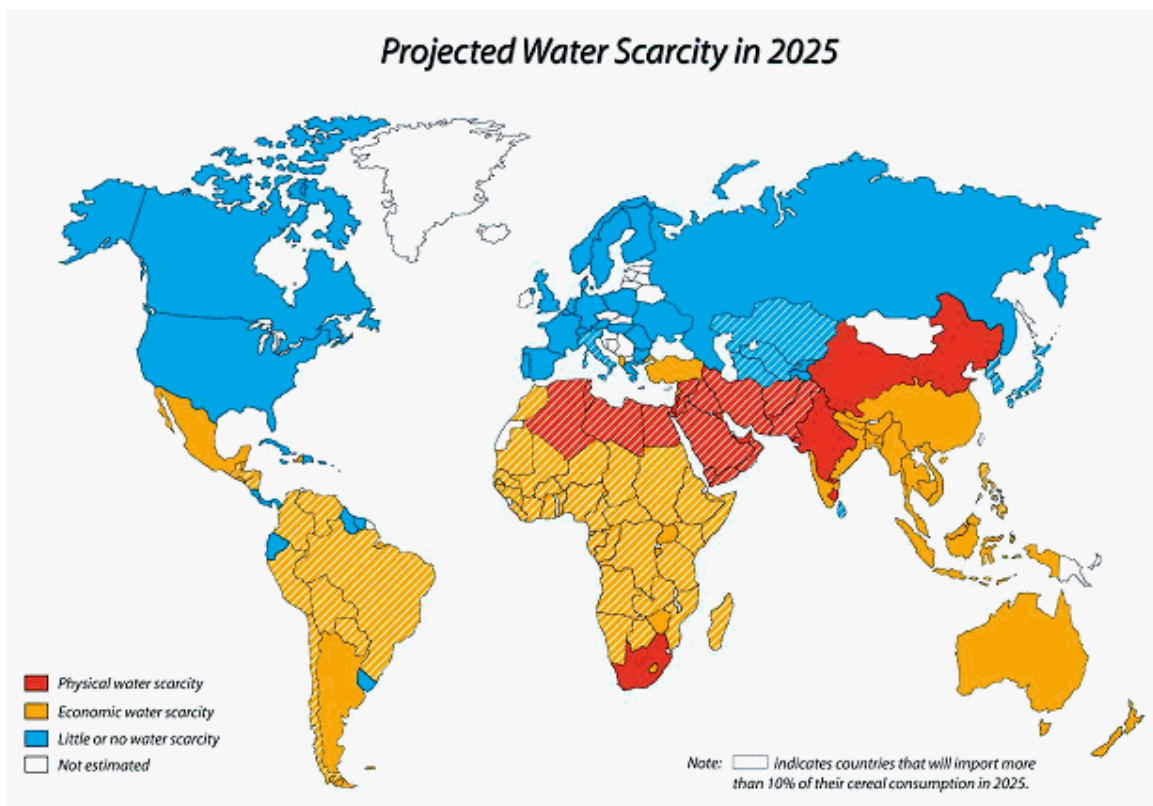 Projected Water Scarcity in 2025
Physical water scarcity
Economic water scarcity
Little or no water scarcity
Not estimated
Note: indicates countries that will import more
than 10% of their cereal consumption in 2025.